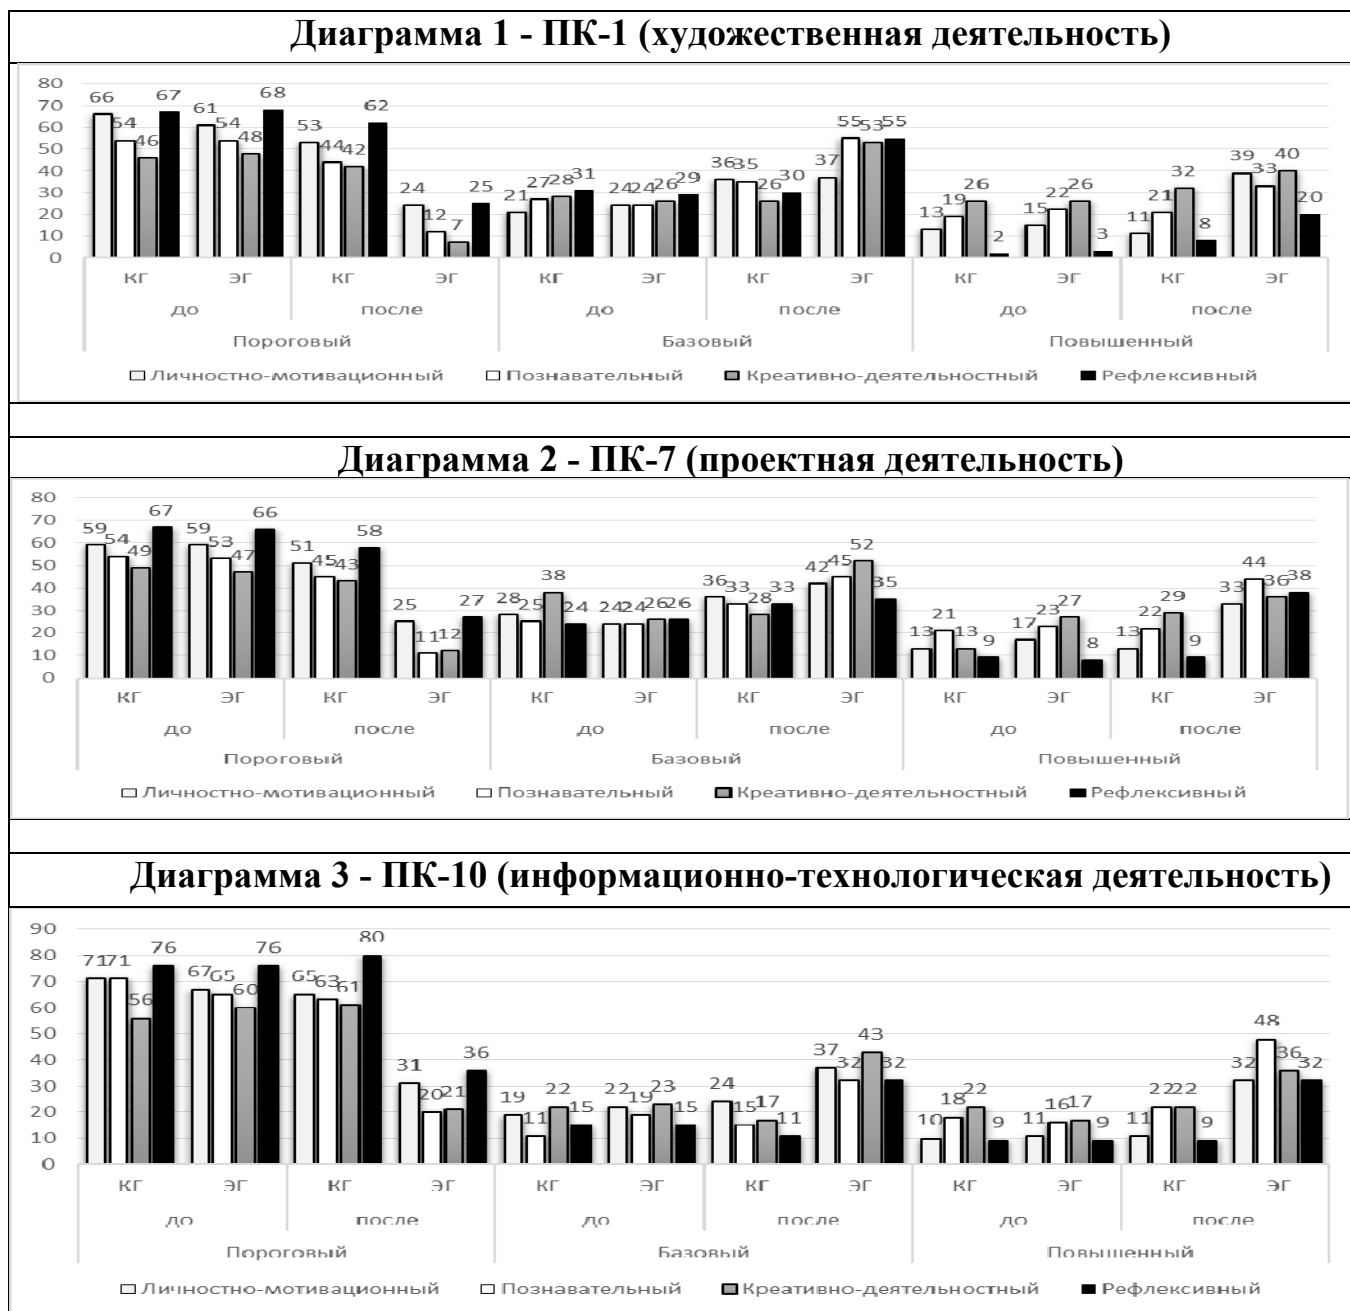 Диаграмма 1 - ПК-1 (художественная деятельность)
80
70
60
50
40
30
20
10
0
66 54 46 67 61 54 48 68 53 44 42 62 24 12 7 25 21 27 28 31 24 24 26 29 36 35 26 30 37 55 53 55 13 19 26 2 15 22 26 3 11 21 32 8 39 33 40 20
КГ ЭГ КГ ЭГ КГ ЭГ КГ ЭГ КГ ЭГ КГ ЭГ
до после до после до после
Пороговый Базовый Повышенный
Личностно-мотивационный Познавательный Креативно-деятельностный Рефлексивный
Диаграмма 2 - ПК-7 (проектная деятельность)
80
70
60
50
40
30
20
10
0
59 54 49 67 59 53 47 66 51 45 43 58 25 11 12 27 28 25 38 24 24 24 26 26 36 33 28 33 42 45 52 35 13 21 13 9 17 23 27 8 13 22 29 9 33 44 36 38
КГ ЭГ КГ ЭГ КГ ЭГ КГ ЭГ КГ ЭГ КГ ЭГ
до после до после до после
Пороговый Базовый Повышенный
Личностно-мотивационный Познавательный Креативно-деятельностный Рефлексивный
Диаграмма 3 - ПК-10 (информационно-технологическая деятельность)
90
80
70
60
50
40
30
20
10
0
71 71 56 76 67 65 60 76 65 63 61 80 31 20 21 36 19 11 22 15 22 19 23 15 24 15 17 11 37 32 43 32 10 18 22 9 11 16 17 9 11 22 22 9 32 48 36 32
КГ ЭГ КГ ЭГ КГ ЭГ КГ ЭГ КГ ЭГ КГ ЭГ
до после до после до после
Пороговый Базовый Повышенный
Личностно-мотивационный Познавательный Креативно-деятельностный Рефлексивный